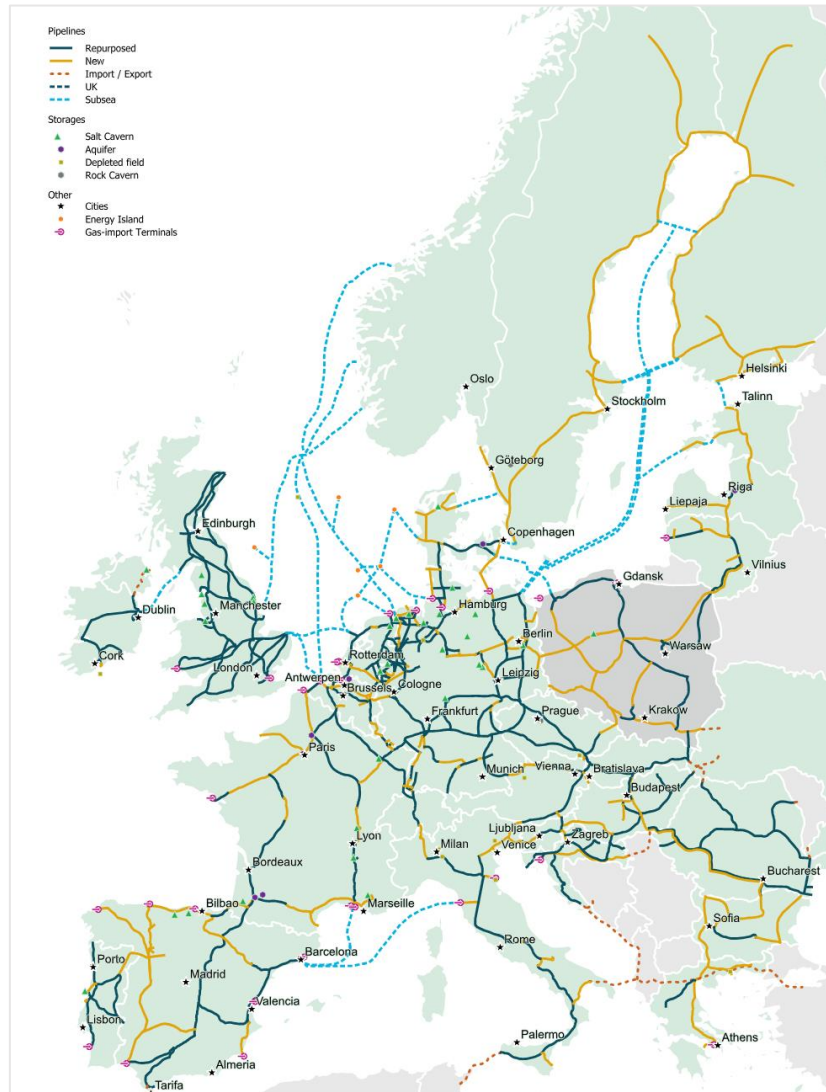 Pipelines
Repurposed
New
Import / Export
UK
Subsea
Storages
Salt Cavern
Aquifer
Depleted field
Rock Cavern
Other
Cities
Energy Island
Gas-import Terminals
Oslo
Helsinki
Stockholm
Talinn
Göteborg
Riga
Liepaja
Edinburgh
Copenhagen
Vilnius
Gdansk
Dublin
Manchester
Hamburg
Berlin
Warsaw
Cork
Rotterdam
London
Antwerpen
Leipzig
Brussels
Cologne
Frankfurt
Prague
Krakow
Paris
Munich
Vienna
Bratislava
Budapest
Lyon
Ljubljana
Zagreb
Milan
Venice
Bordeaux
Bucharest
Bilbao
Marseille
Sofia
Rome
Porto
Madrid
Barcelona
Valencia
Lisbon
Palermo
Athens
Almeria
Tarifa